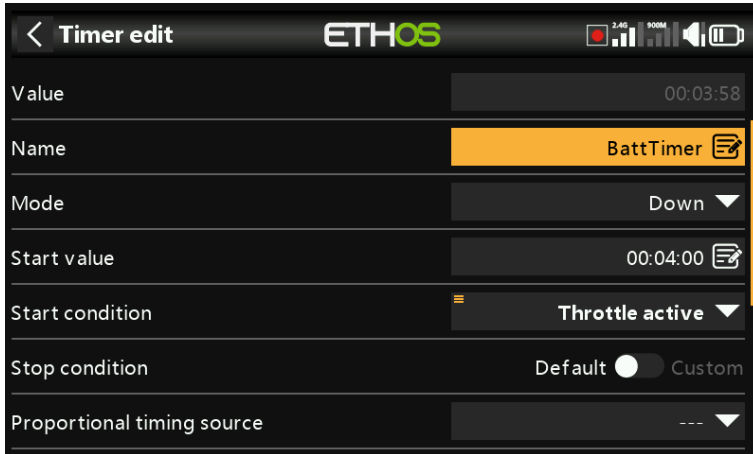 Timer edit ETHOS 2.4G 900M
Value 00:03:58
Name BattTimer
Mode Down
Start value 00:04:00
Start condition Throttle active
Stop condition Default Custom
Proportional timing source ---